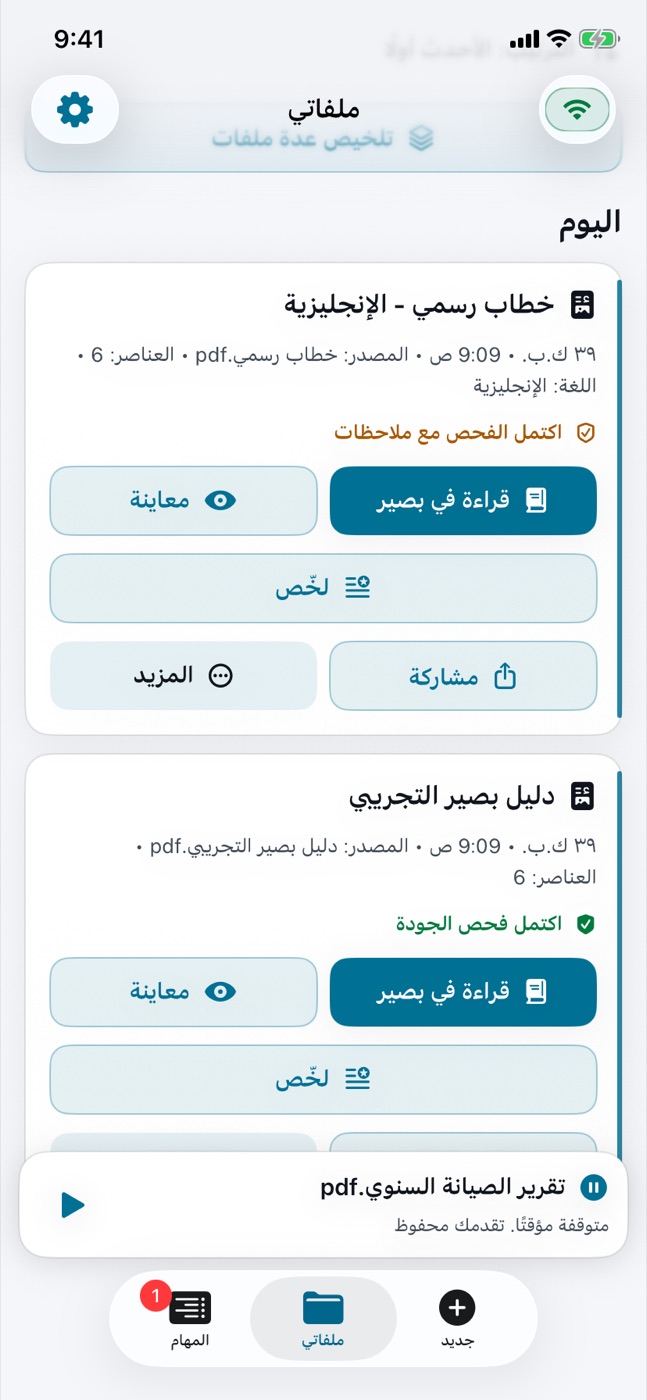 9:41
ملفاتي
تلخيص عدة ملفات
اليوم
خطاب رسمي - الإنجليزية
٣٩ ك.ب. • 9:09 ص • المصدر: خطاب رسمي.pdf • العناصر: 6 •
اللغة: الإنجليزية
اكتمل الفحص مع ملاحظات
قراءة في بصير
معاينة
لخّص
مشاركة
المزيد
دليل بصير التجريبي
٣٩ ك.ب. • 9:09 ص • المصدر: دليل بصير التجريبي.pdf •
العناصر: 6
اكتمل فحص الجودة
قراءة في بصير
معاينة
لخّص
تقرير الصيانة السنوي.pdf
متوقفة مؤقتًا. تقدمك محفوظ
جديد
ملفاتي
1
المهام